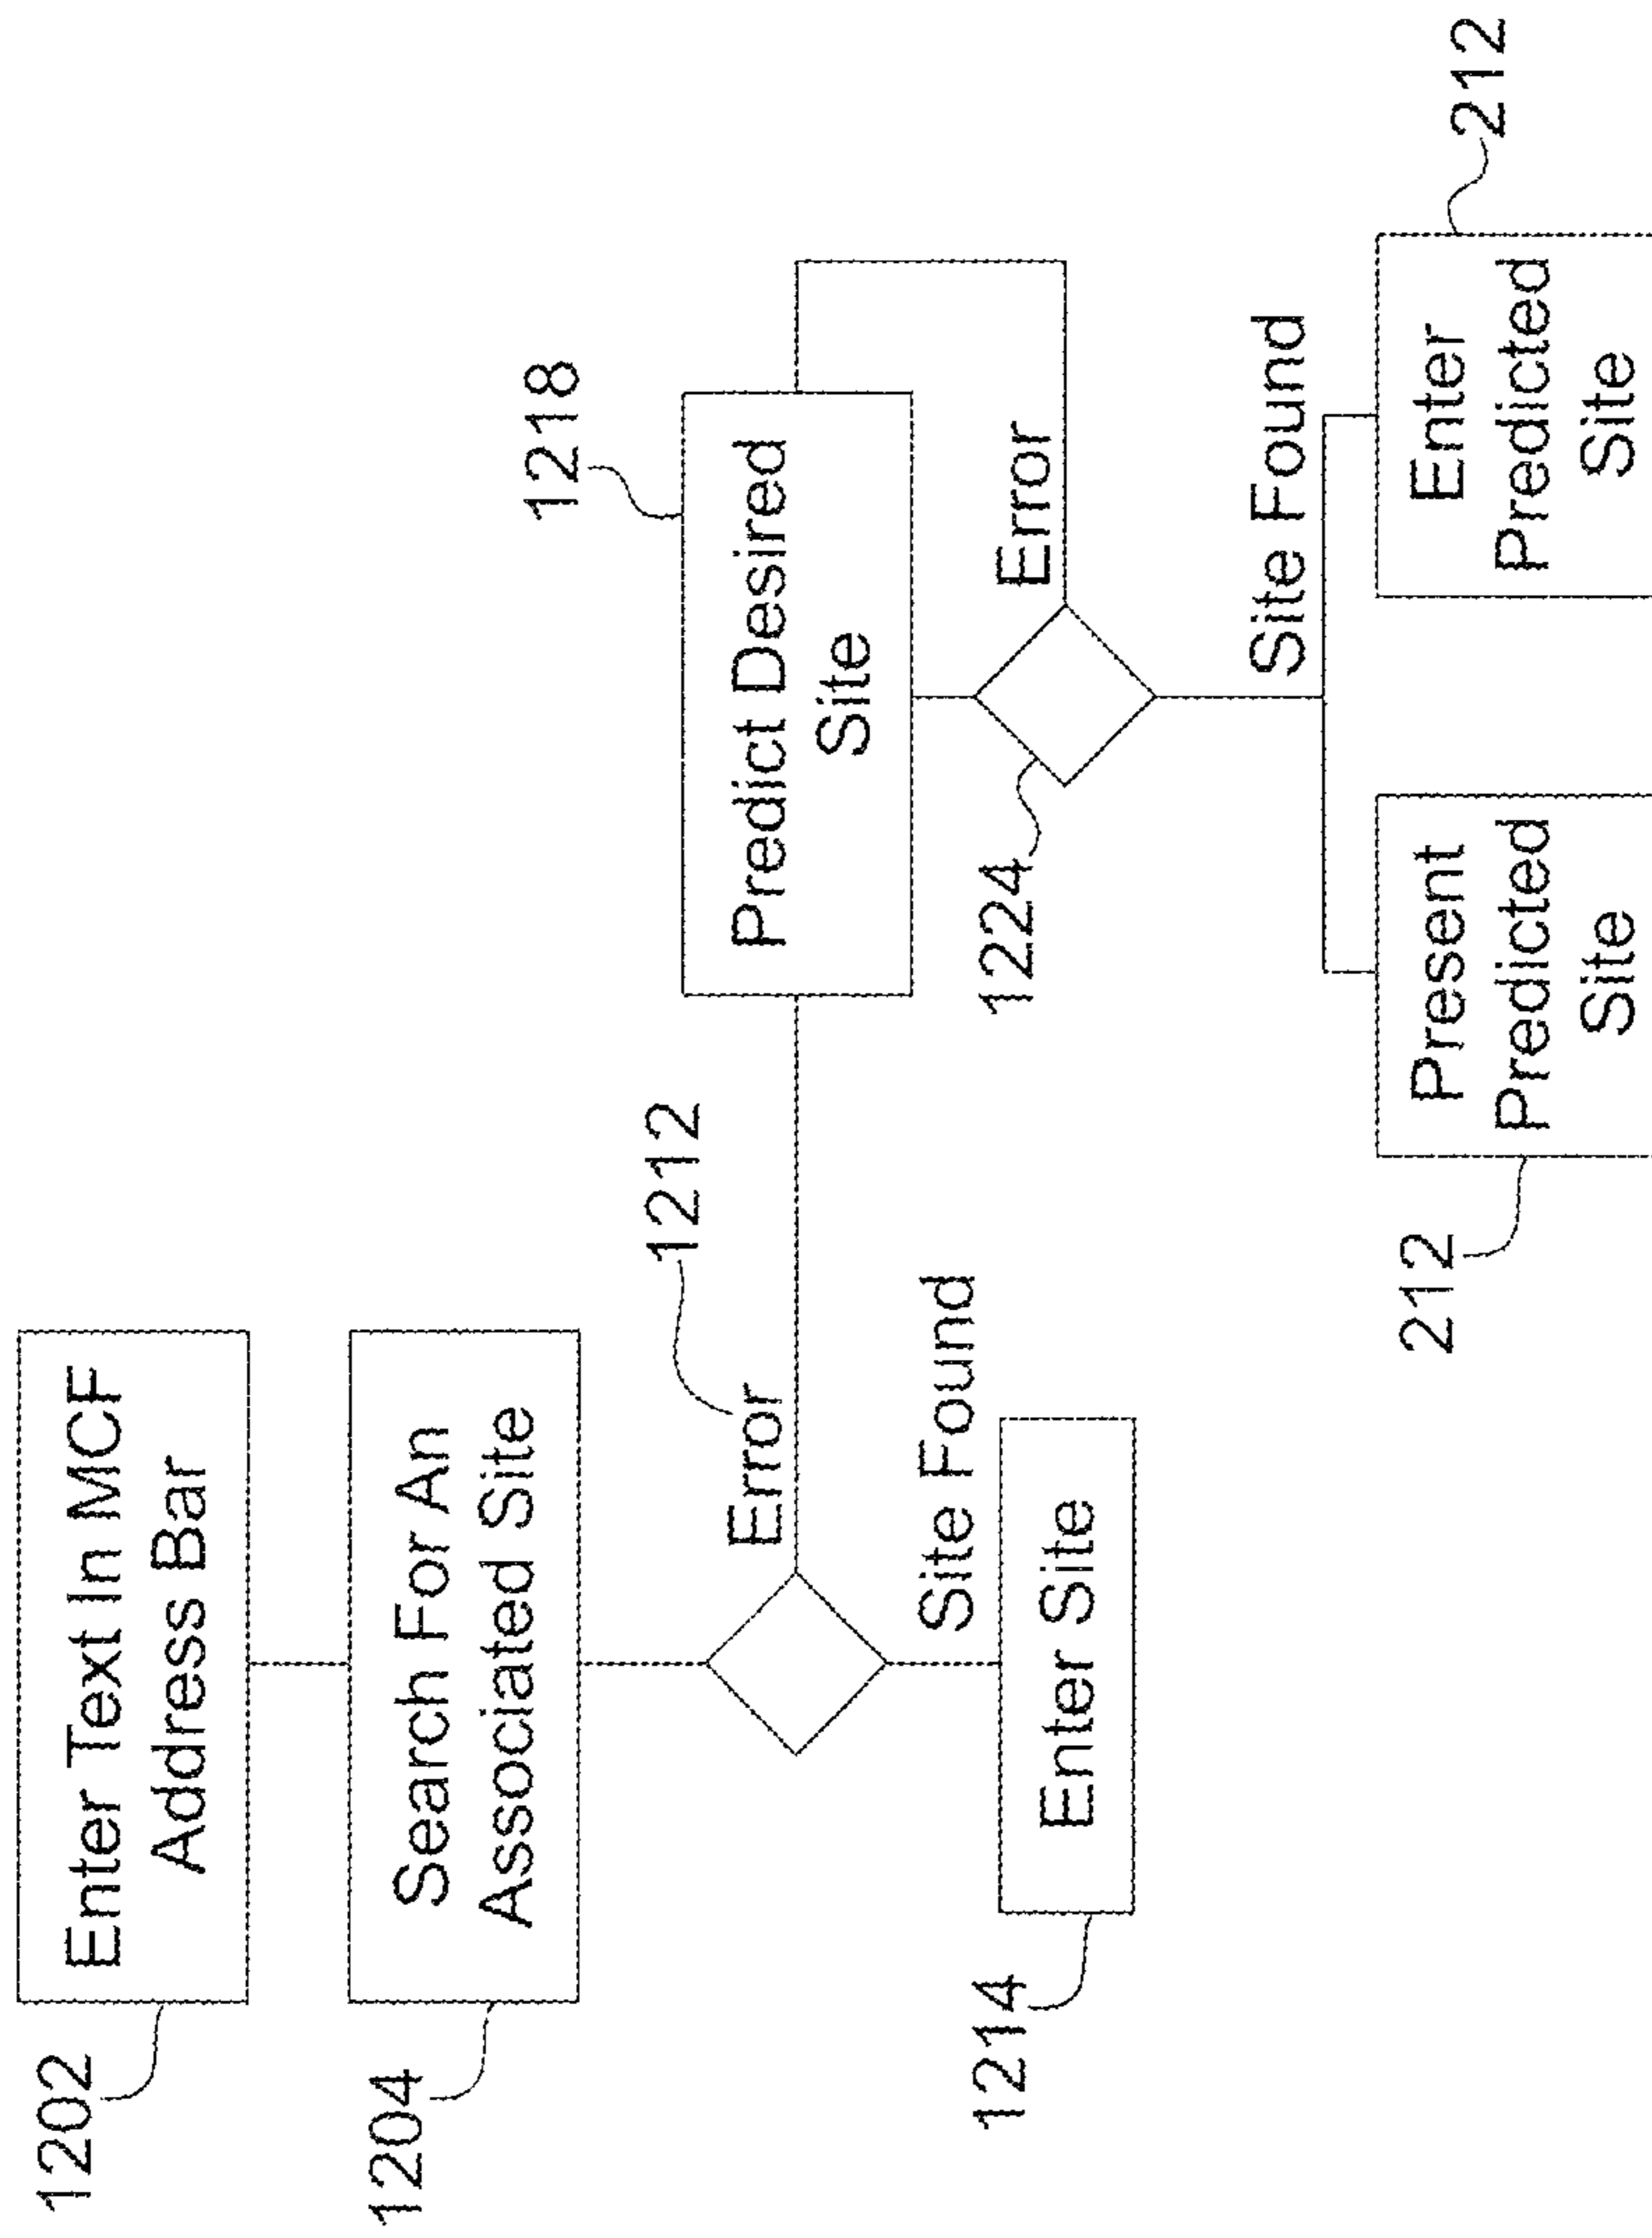 1202
Enter Text In MCF
Address Bar
1204
Search For An
Associated Site
Error
1212
Site Found
1214
Enter Site
1218
Predict Desired
Site
1224
Error
Site Found
212
Present
Predicted
Site
Enter
Predicted
Site
212